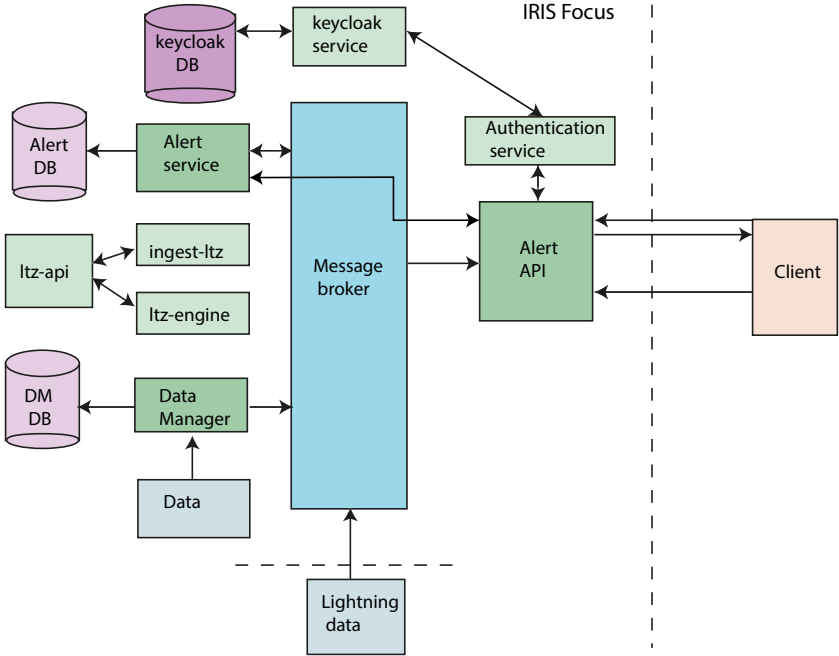 IRIS Focus
keycloak
DB
keycloak
service
Alert
DB
Alert
service
Authentication
service
ltz-api
ingest-ltz
ltz-engine
Message
broker
Alert
API
Client
DM
DB
Data
Manager
Data
Lightning
data